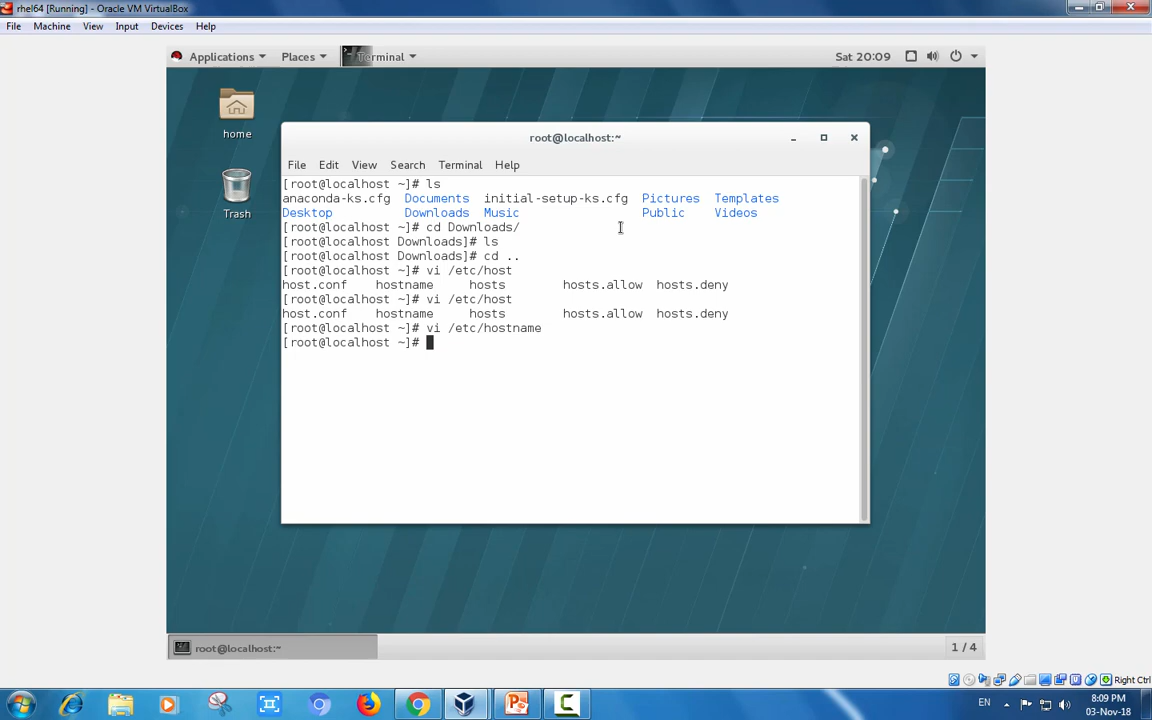 rhel64 [Running] - Oracle VM VirtualBox
File Machine View Input Devices Help
Applications Places Terminal Sat 20:09
home
Trash
root@localhost:~
File Edit View Search Terminal Help
[root@localhost ~]# ls
anaconda-ks.cfg Documents initial-setup-ks.cfg Pictures Templates
Desktop Downloads Music Public Videos
[root@localhost ~]# cd Downloads/
[root@localhost Downloads]# ls
[root@localhost Downloads]# cd ..
[root@localhost ~]# vi /etc/host
host.conf hostname hosts hosts.allow hosts.deny
[root@localhost ~]# vi /etc/host
host.conf hostname hosts hosts.allow hosts.deny
[root@localhost ~]# vi /etc/hostname
[root@localhost ~]#
root@localhost:~ 1 / 4
Right Ctrl
EN 8:09 PM
03-Nov-18